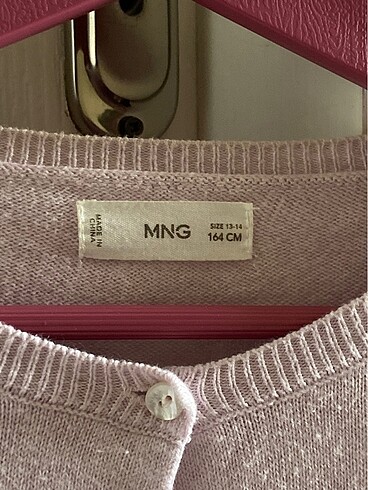 MADE IN
CHINA
MNG
SIZE 13-14
164 CM